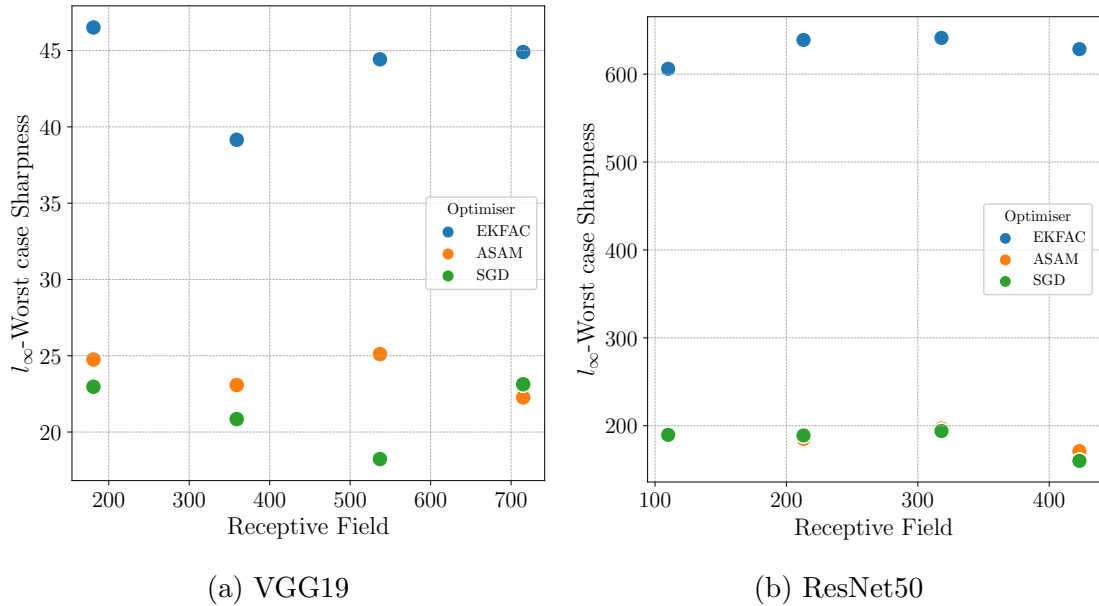 45
40
35
30
25
20
l∞-Worst case Sharpness
Optimiser
EKFAC
ASAM
SGD
200 300 400 500 600 700
Receptive Field
(a) VGG19
600
500
400
300
200
l∞-Worst case Sharpness
Optimiser
EKFAC
ASAM
SGD
100 200 300 400
Receptive Field
(b) ResNet50